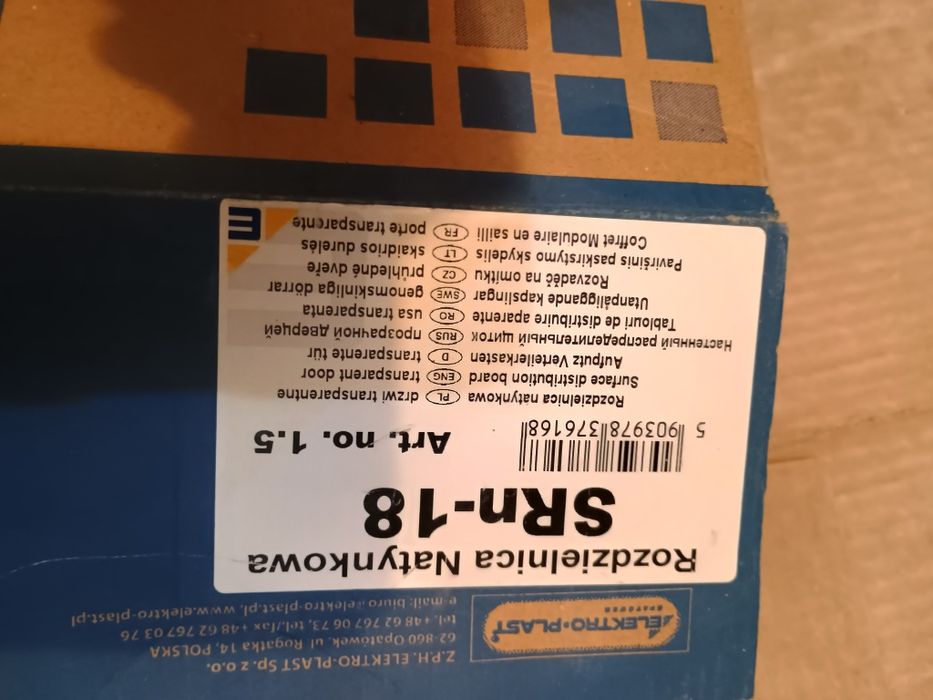 ELEKTRO-PLAST
OPATÓWEK
Z.P.H. ELEKTRO-PLAST Sp. z o.o.
62-860 Opatówek, ul. Rogatka 14, POLSKA
tel. +48 62 767 06 73, tel./fax +48 62 767 03 76
e-mail: biuro@elektro-plast.pl, www.elektro-plast.pl
Rozdzielnica Natynkowa
SRn-18
5 903978 376168
Art. no. 1.5
Rozdzielnica natynkowa PL drzwi transparentne
Surface distribution board ENG transparent door
Aufputz Verteilerkasten D transparente tür
Настенный распределительный щиток RUS прозрачной дверцей
Tablouri de distribuire aparente RO usa transparenta
Utanpåliggande kapslingar SWE genomskinliga dörrar
Rozvaděč na omítku CZ průhledné dveře
Paviršinis paskirstymo skydelis LT skaidrios durelės
Coffret Modulaire en sailli FR porte transparente
E